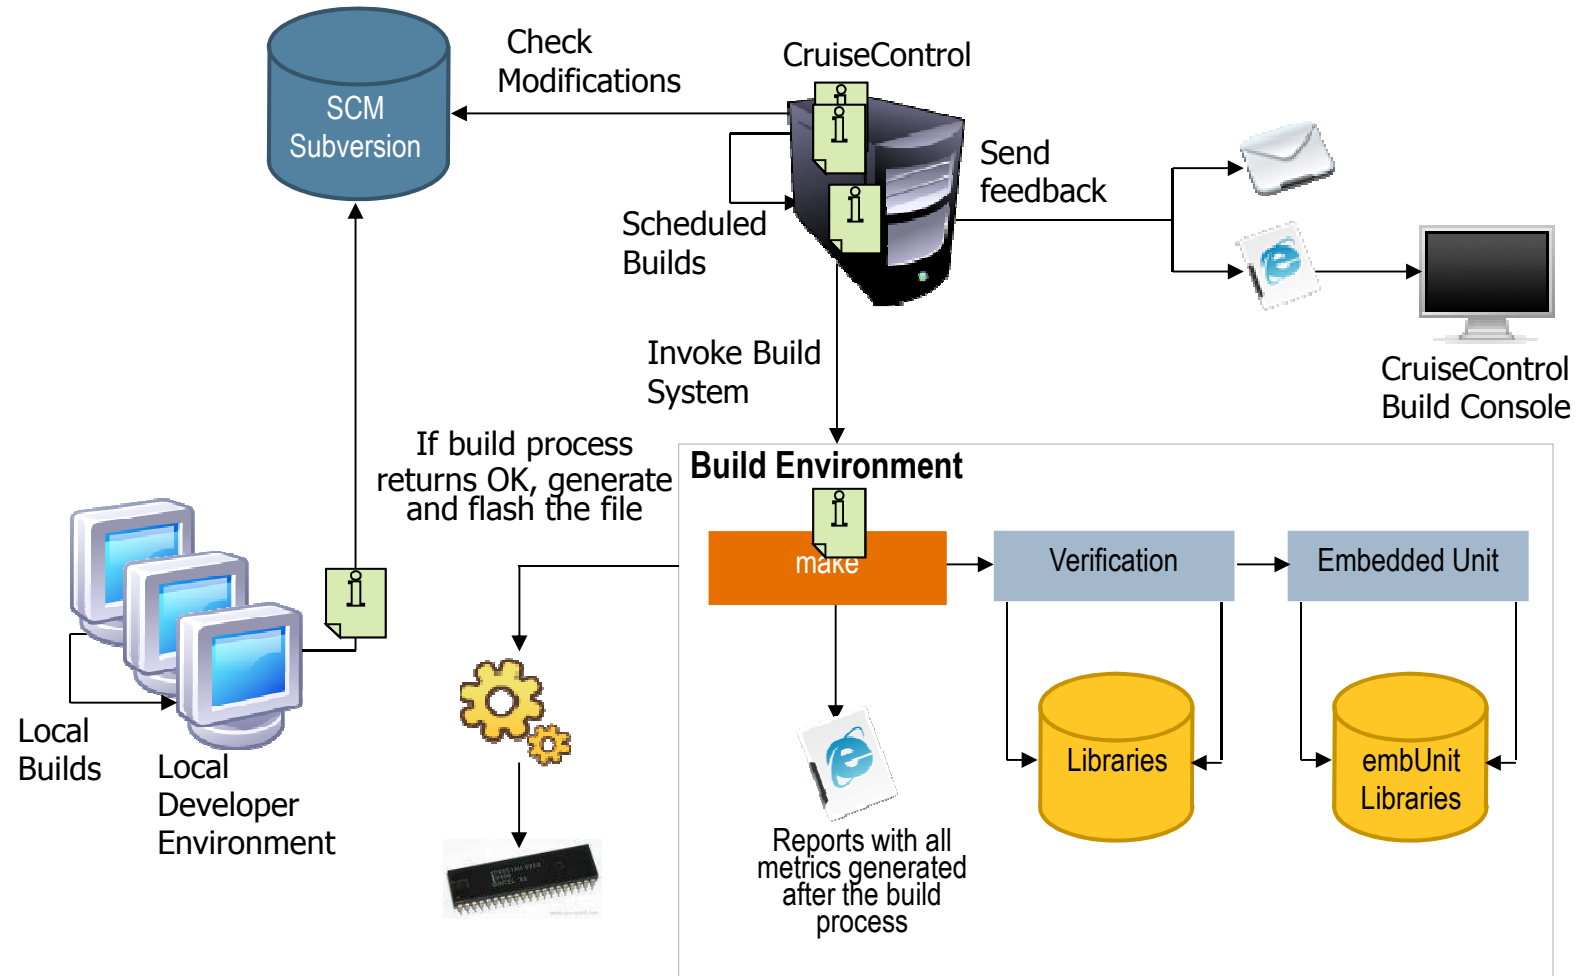 Check
Modifications
CruiseControl
SCM
Subversion
Send
feedback
Scheduled
Builds
Invoke Build
System
CruiseControl
Build Console
If build process
returns OK, generate
and flash the file
Build Environment
make
Verification
Embedded Unit
Local
Builds
Local
Developer
Environment
Libraries
embUnit
Libraries
Reports with all
metrics generated
after the build
process